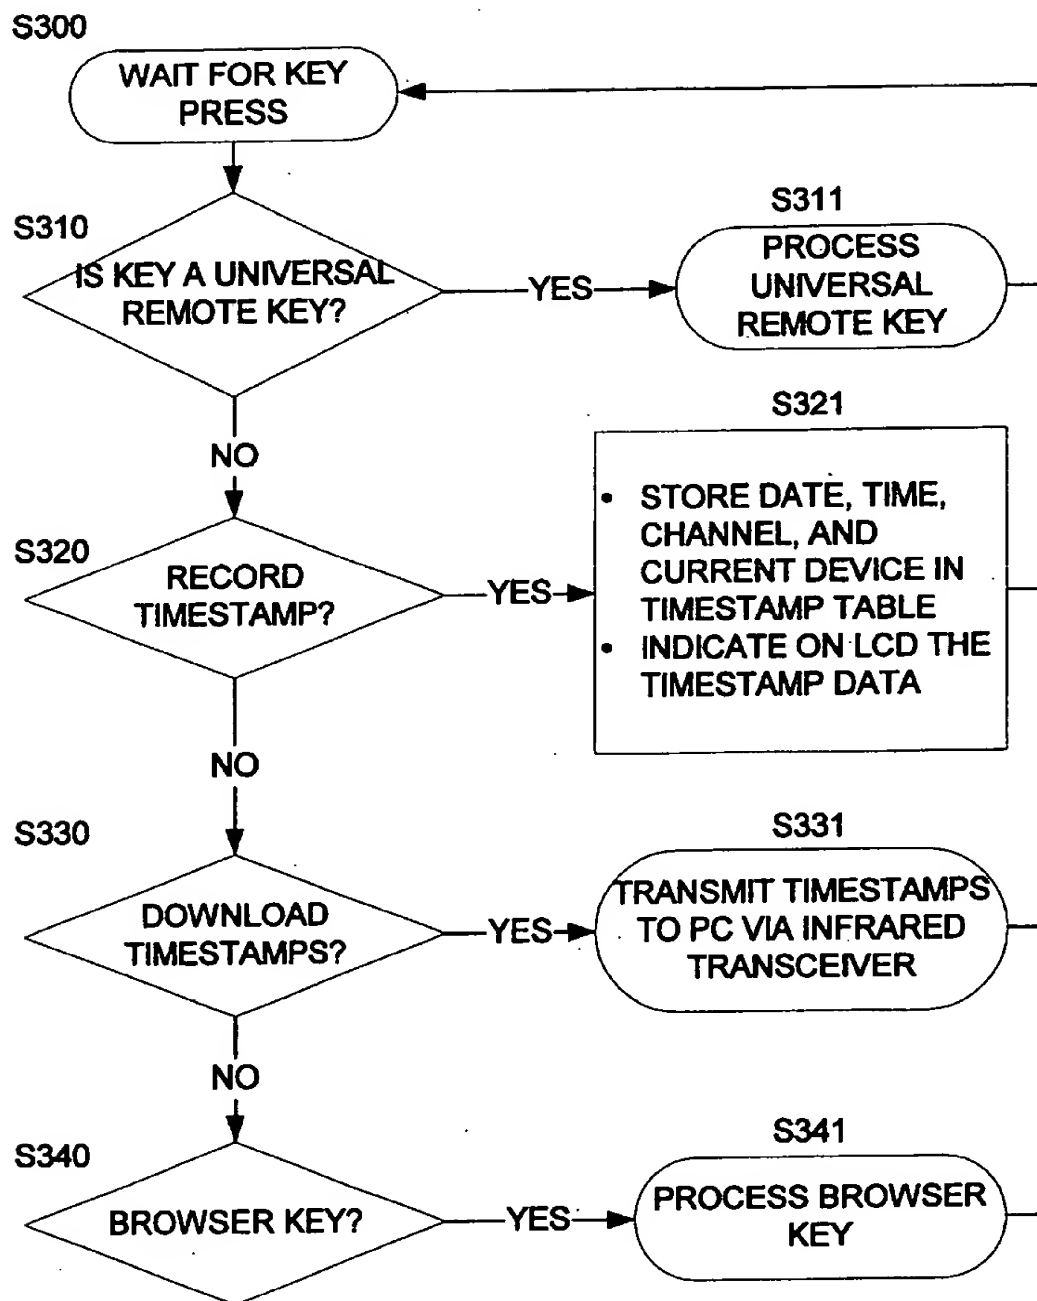 S300
WAIT FOR KEY
PRESS
S310
IS KEY A UNIVERSAL
REMOTE KEY?
YES
S311
PROCESS
UNIVERSAL
REMOTE KEY
NO
S320
RECORD
TIMESTAMP?
YES
S321
• STORE DATE, TIME,
CHANNEL, AND
CURRENT DEVICE IN
TIMESTAMP TABLE
• INDICATE ON LCD THE
TIMESTAMP DATA
NO
S330
DOWNLOAD
TIMESTAMPS?
YES
S331
TRANSMIT TIMESTAMPS
TO PC VIA INFRARED
TRANSCEIVER
NO
S340
BROWSER KEY?
YES
S341
PROCESS BROWSER
KEY